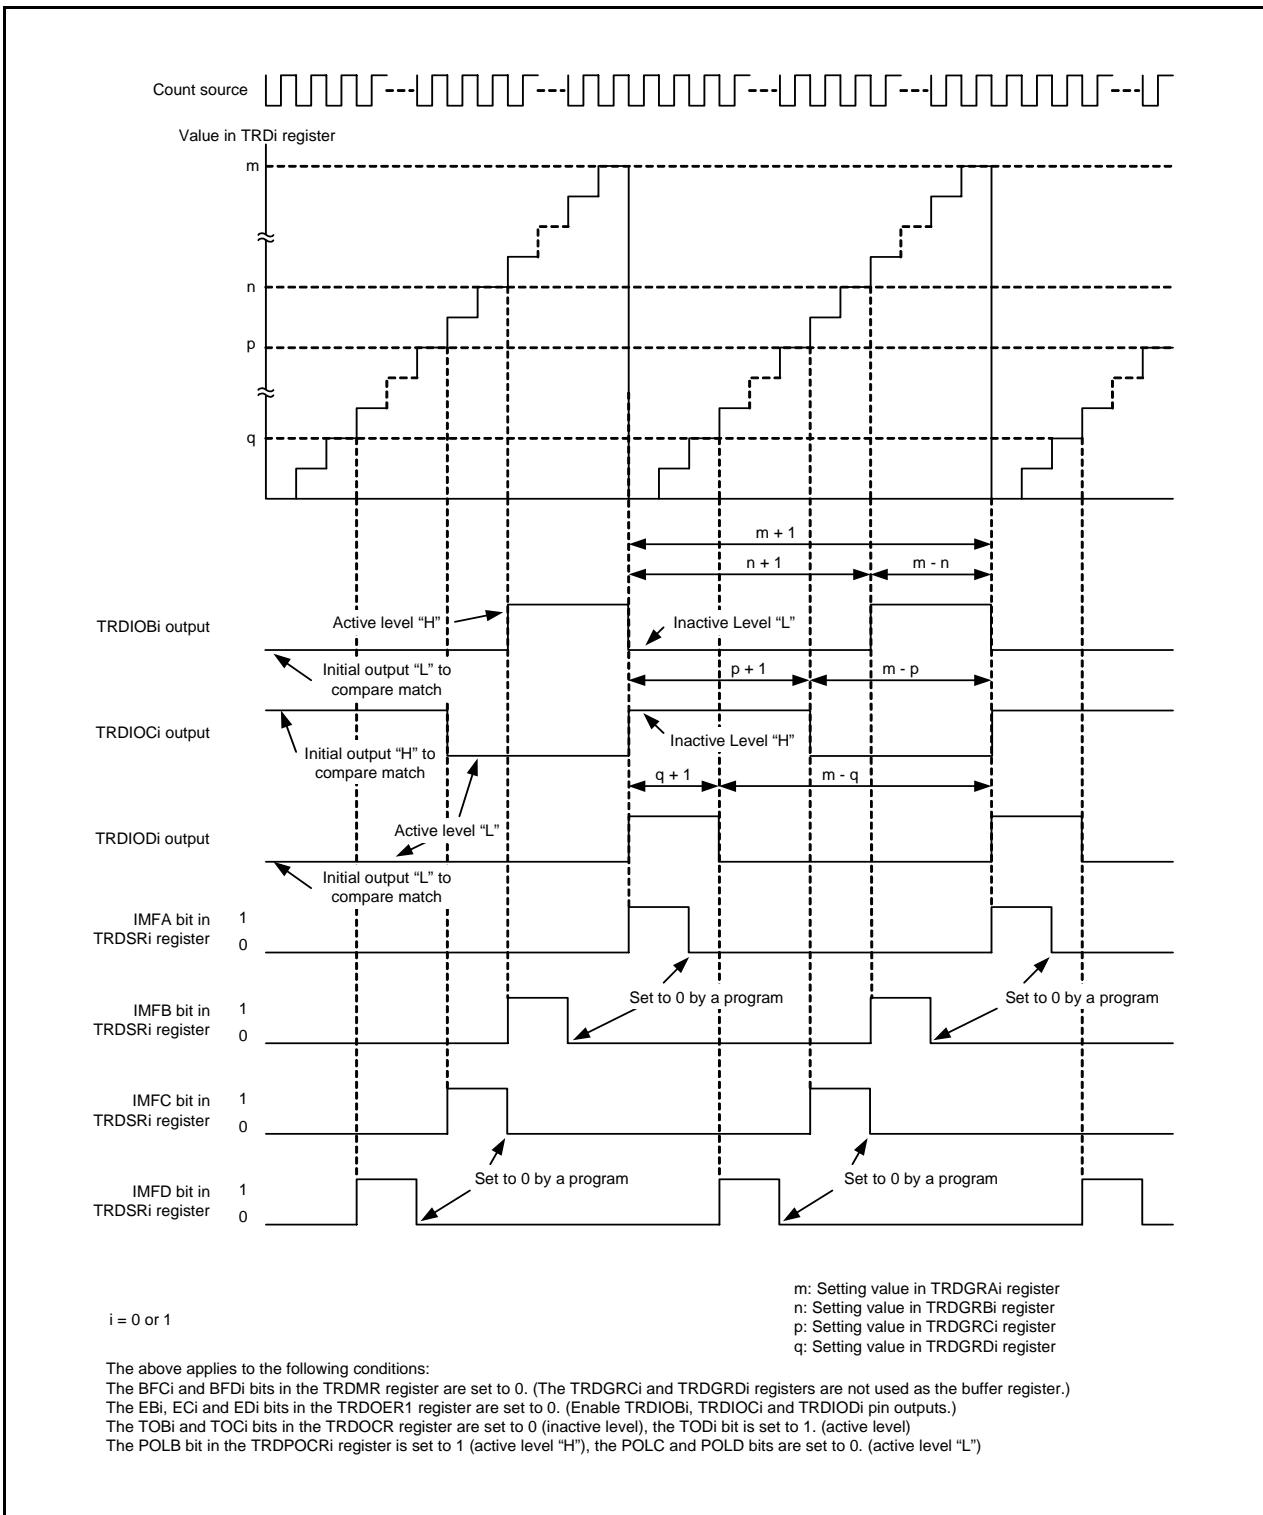 Count source
Value in TRDi register
m
n
p
q
m + 1
n + 1
m - n
Active level “H”
Inactive Level “L”
TRDIOBi output
Initial output “L” to
compare match
p + 1
m - p
TRDIOCi output
Initial output “H” to
compare match
Inactive Level “H”
q + 1
m - q
Active level “L”
TRDIODi output
Initial output “L” to
compare match
IMFA bit in
TRDSRi register
1
0
Set to 0 by a program
Set to 0 by a program
IMFB bit in
TRDSRi register
1
0
IMFC bit in
TRDSRi register
1
0
Set to 0 by a program
Set to 0 by a program
IMFD bit in
TRDSRi register
1
0
i = 0 or 1
m: Setting value in TRDGRAi register
n: Setting value in TRDGRBi register
p: Setting value in TRDGRCi register
q: Setting value in TRDGRDi register
The above applies to the following conditions:
The BFCi and BFDi bits in the TRDMR register are set to 0. (The TRDGRCi and TRDGRDi registers are not used as the buffer register.)
The EBi, ECi and EDi bits in the TRDOER1 register are set to 0. (Enable TRDIOBi, TRDIOCi and TRDIODi pin outputs.)
The TOBi and TOCi bits in the TRDOCR register are set to 0 (inactive level), the TODi bit is set to 1. (active level)
The POLB bit in the TRDPOCRi register is set to 1 (active level “H”), the POLC and POLD bits are set to 0. (active level “L”)